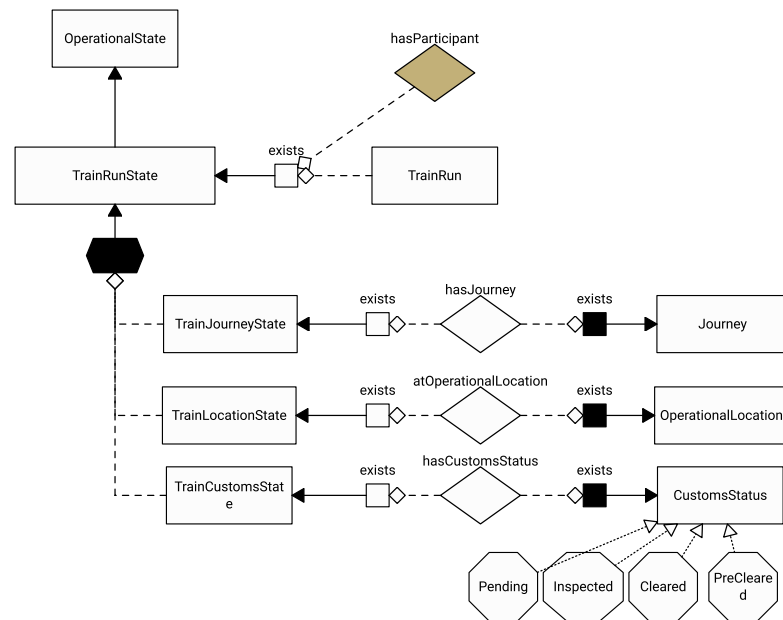 OperationalState
hasParticipant
exists
TrainRunState
TrainRun
hasJourney
exists
exists
TrainJourneyState
Journey
atOperationalLocation
exists
exists
TrainLocationState
OperationalLocation
hasCustomsStatus
exists
exists
TrainCustomsStat
e
CustomsStatus
Pending
Inspected
Cleared
PreCleare
d